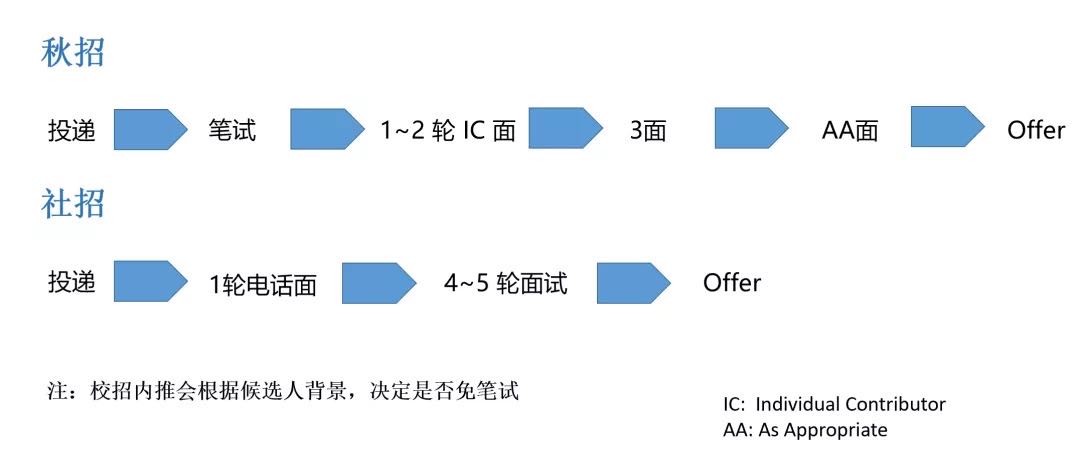 秋招
投递 笔试 1~2 轮 IC 面 3面 AA面 Offer
社招
投递 1轮电话面 4~5 轮面试 Offer
注：校招内推会根据候选人背景，决定是否免笔试
IC: Individual Contributor
AA: As Appropriate